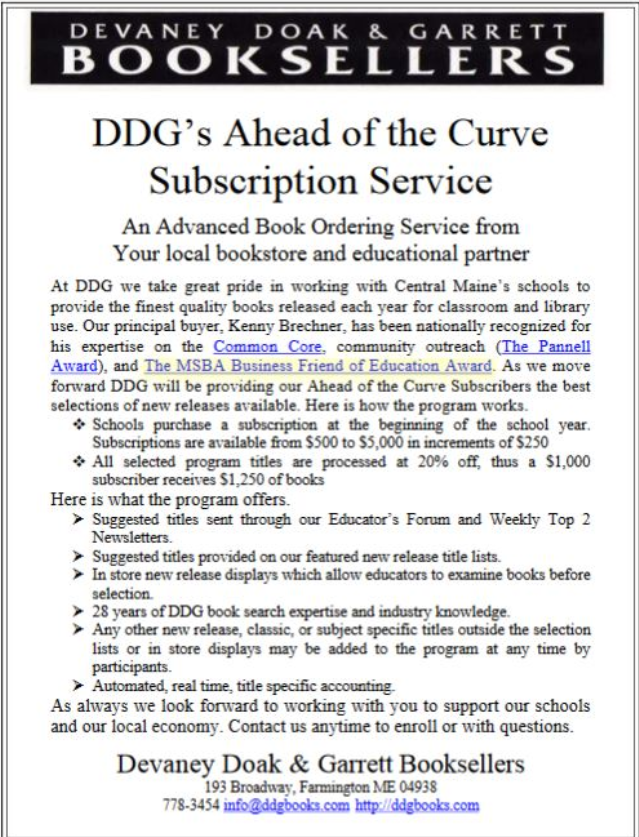 DEVANEY DOAK & GARRETT
BOOKSELLERS
DDG's Ahead of the Curve
Subscription Service
An Advanced Book Ordering Service from
Your local bookstore and educational partner
At DDG we take great pride in working with Central Maine's schools to
provide the finest quality books released each year for classroom and library
use. Our principal buyer, Kenny Brechner, has been nationally recognized for
his expertise on the Common Core, community outreach (The Pannell
Award), and The MSBA Business Friend of Education Award. As we move
forward DDG will be providing our Ahead of the Curve Subscribers the best
selections of new releases available. Here is how the program works.
❖ Schools purchase a subscription at the beginning of the school year.
Subscriptions are available from $500 to $5,000 in increments of $250
❖ All selected program titles are processed at 20% off, thus a $1,000
subscriber receives $1,250 of books
Here is what the program offers.
➤ Suggested titles sent through our Educator's Forum and Weekly Top 2
Newsletters.
➤ Suggested titles provided on our featured new release title lists.
➤ In store new release displays which allow educators to examine books before
selection.
➤ 28 years of DDG book search expertise and industry knowledge.
➤ Any other new release, classic, or subject specific titles outside the selection
lists or in store displays may be added to the program at any time by
participants.
➤ Automated, real time, title specific accounting.
As always we look forward to working with you to support our schools
and our local economy. Contact us anytime to enroll or with questions.
Devaney Doak & Garrett Booksellers
193 Broadway, Farmington ME 04938
778-3454 info@ddgbooks.com http://ddgbooks.com